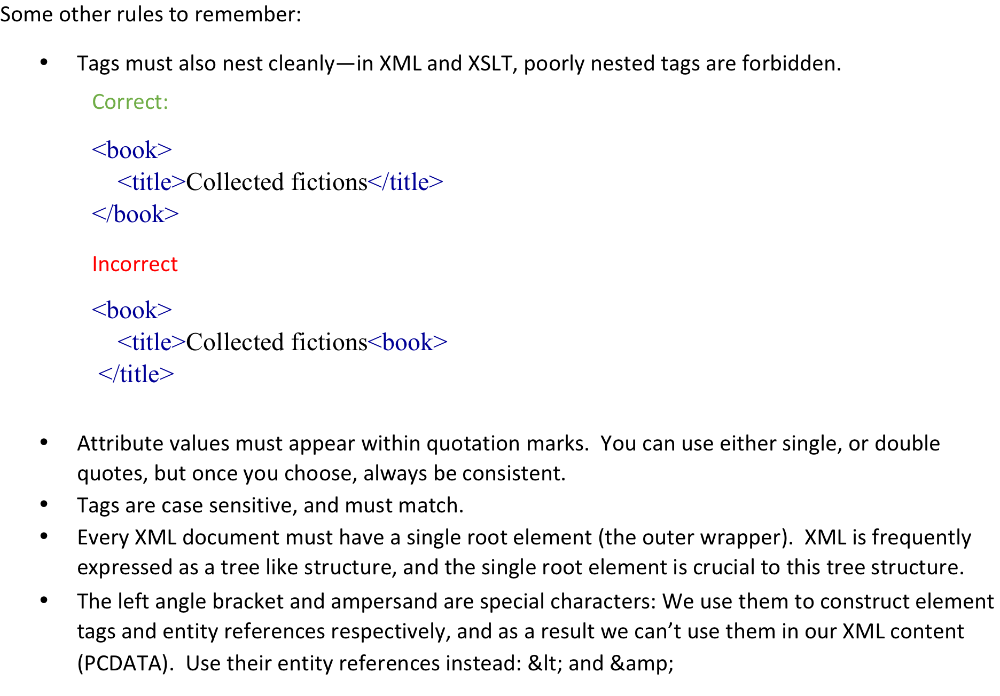 Some other rules to remember:
• Tags must also nest cleanly—in XML and XSLT, poorly nested tags are forbidden.
Correct:
<book>
<title>Collected fictions</title>
</book>
Incorrect
<book>
<title>Collected fictions<book>
</title>
• Attribute values must appear within quotation marks.  You can use either single, or double
quotes, but once you choose, always be consistent.
• Tags are case sensitive, and must match.
• Every XML document must have a single root element (the outer wrapper).  XML is frequently
expressed as a tree like structure, and the single root element is crucial to this tree structure.
• The left angle bracket and ampersand are special characters: We use them to construct element
tags and entity references respectively, and as a result we can’t use them in our XML content
(PCDATA).  Use their entity references instead: &lt; and &amp;